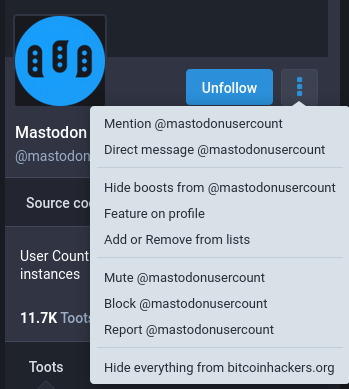 Unfollow
Mastodon
@mastodon
Mention @mastodonusercount
Direct message @mastodonusercount
Hide boosts from @mastodonusercount
Feature on profile
Add or Remove from lists
Mute @mastodonusercount
Block @mastodonusercount
Report @mastodonusercount
Hide everything from bitcoinhackers.org
Source co
User Count
instances
11.7K Toots
Toots